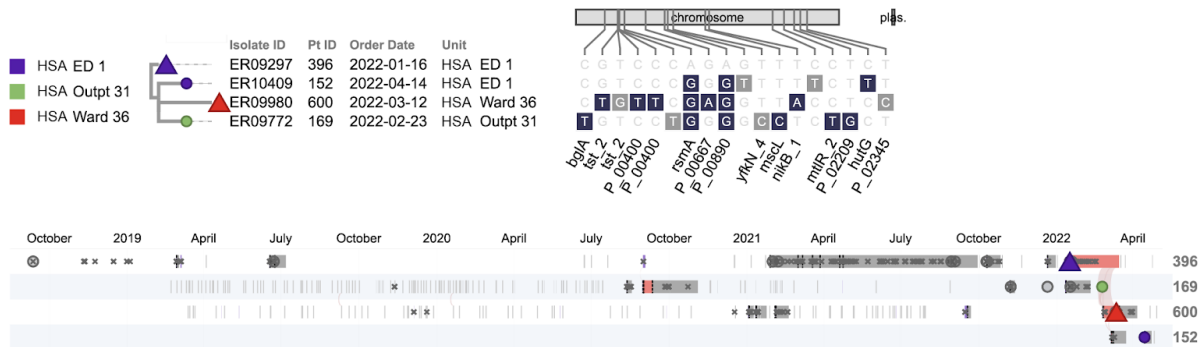 chromosome
plas.
HSA ED 1
HSA Outpt 31
HSA Ward 36
Isolate ID Pt ID Order Date Unit
ER09297 396 2022-01-16 HSA ED 1
ER10409 152 2022-04-14 HSA ED 1
ER09980 600 2022-03-12 HSA Ward 36
ER09772 169 2022-02-23 HSA Outpt 31
C G T C C C A G A G T T T C C T C T
C G T C C C G G G T T T T T C T T T
C T G T T C G A G G T T A C C T C C
T G T C C T G G G G C C T C T G C T
bglA
tst_2
tst_2
P_00400
P_00400
rsmA
P_00667
P_00890
yfkN_4
mscL
nikB_1
mtlR_2
P_02209
hutG
P_02345
October 2019 April July October 2020 April July October 2021 April July October 2022 April
396
169
600
152